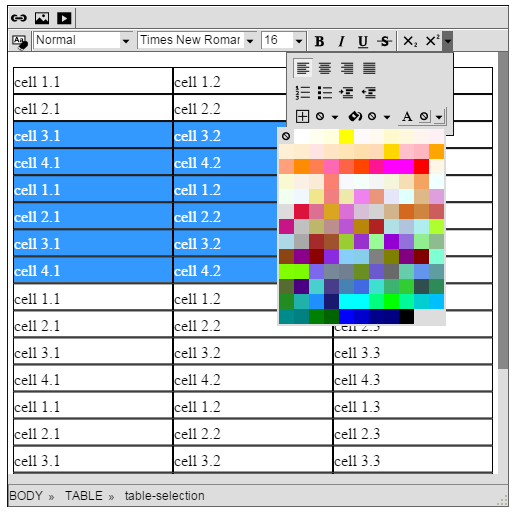 Normal Times New Roman 16 B I U S X₂ X²
A
cell 1.1 cell 1.2
cell 2.1 cell 2.2
cell 3.1 cell 3.2
cell 4.1 cell 4.2
cell 1.1 cell 1.2
cell 2.1 cell 2.2
cell 3.1 cell 3.2
cell 4.1 cell 4.2
cell 1.1 cell 1.2
cell 2.1 cell 2.2 cell 2.3
cell 3.1 cell 3.2 cell 3.3
cell 4.1 cell 4.2 cell 4.3
cell 1.1 cell 1.2 cell 1.3
cell 2.1 cell 2.2 cell 2.3
cell 3.1 cell 3.2 cell 3.3
BODY » TABLE » table-selection